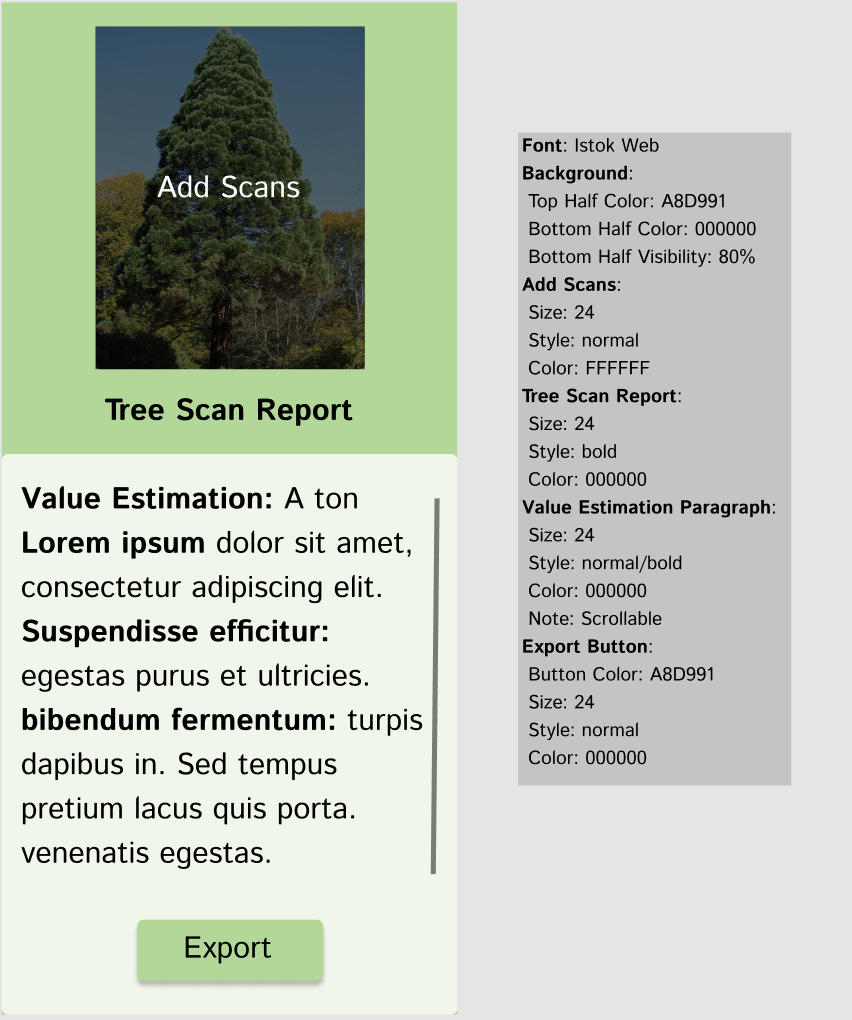 Add Scans
Tree Scan Report
Value Estimation: A ton
Lorem ipsum dolor sit amet,
consectetur adipiscing elit.
Suspendisse efficitur:
egestas purus et ultricies.
bibendum fermentum: turpis
dapibus in. Sed tempus
pretium lacus quis porta.
venenatis egestas.
Export
Font: Istok Web
Background:
Top Half Color: A8D991
Bottom Half Color: 000000
Bottom Half Visibility: 80%
Add Scans:
Size: 24
Style: normal
Color: FFFFFF
Tree Scan Report:
Size: 24
Style: bold
Color: 000000
Value Estimation Paragraph:
Size: 24
Style: normal/bold
Color: 000000
Note: Scrollable
Export Button:
Button Color: A8D991
Size: 24
Style: normal
Color: 000000